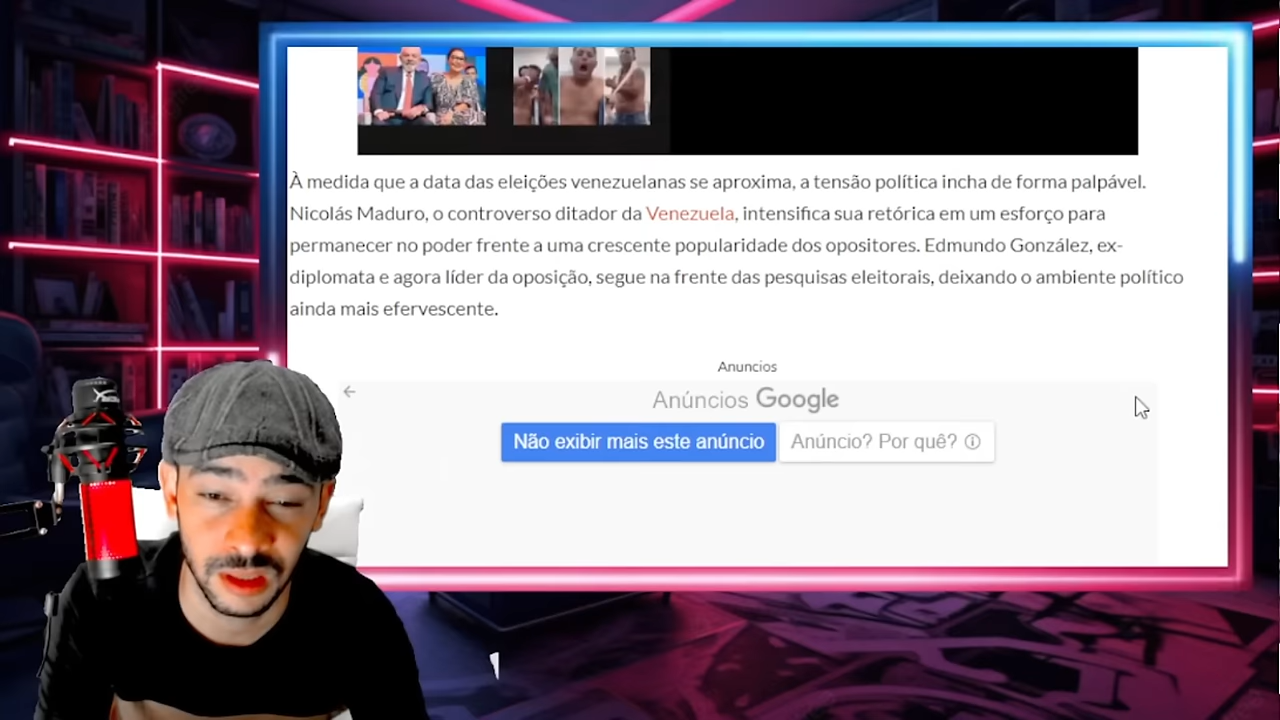 À medida que a data das eleições venezuelanas se aproxima, a tensão política incha de forma palpável.
Nicolás Maduro, o controverso ditador da Venezuela, intensifica sua retórica em um esforço para
permanecer no poder frente a uma crescente popularidade dos opositores. Edmundo González, ex-
diplomata e agora líder da oposição, segue na frente das pesquisas eleitorais, deixando o ambiente político
ainda mais efervescente.
Anuncios
Anúncios Google
Não exibir mais este anúncio
Anúncio? Por quê?